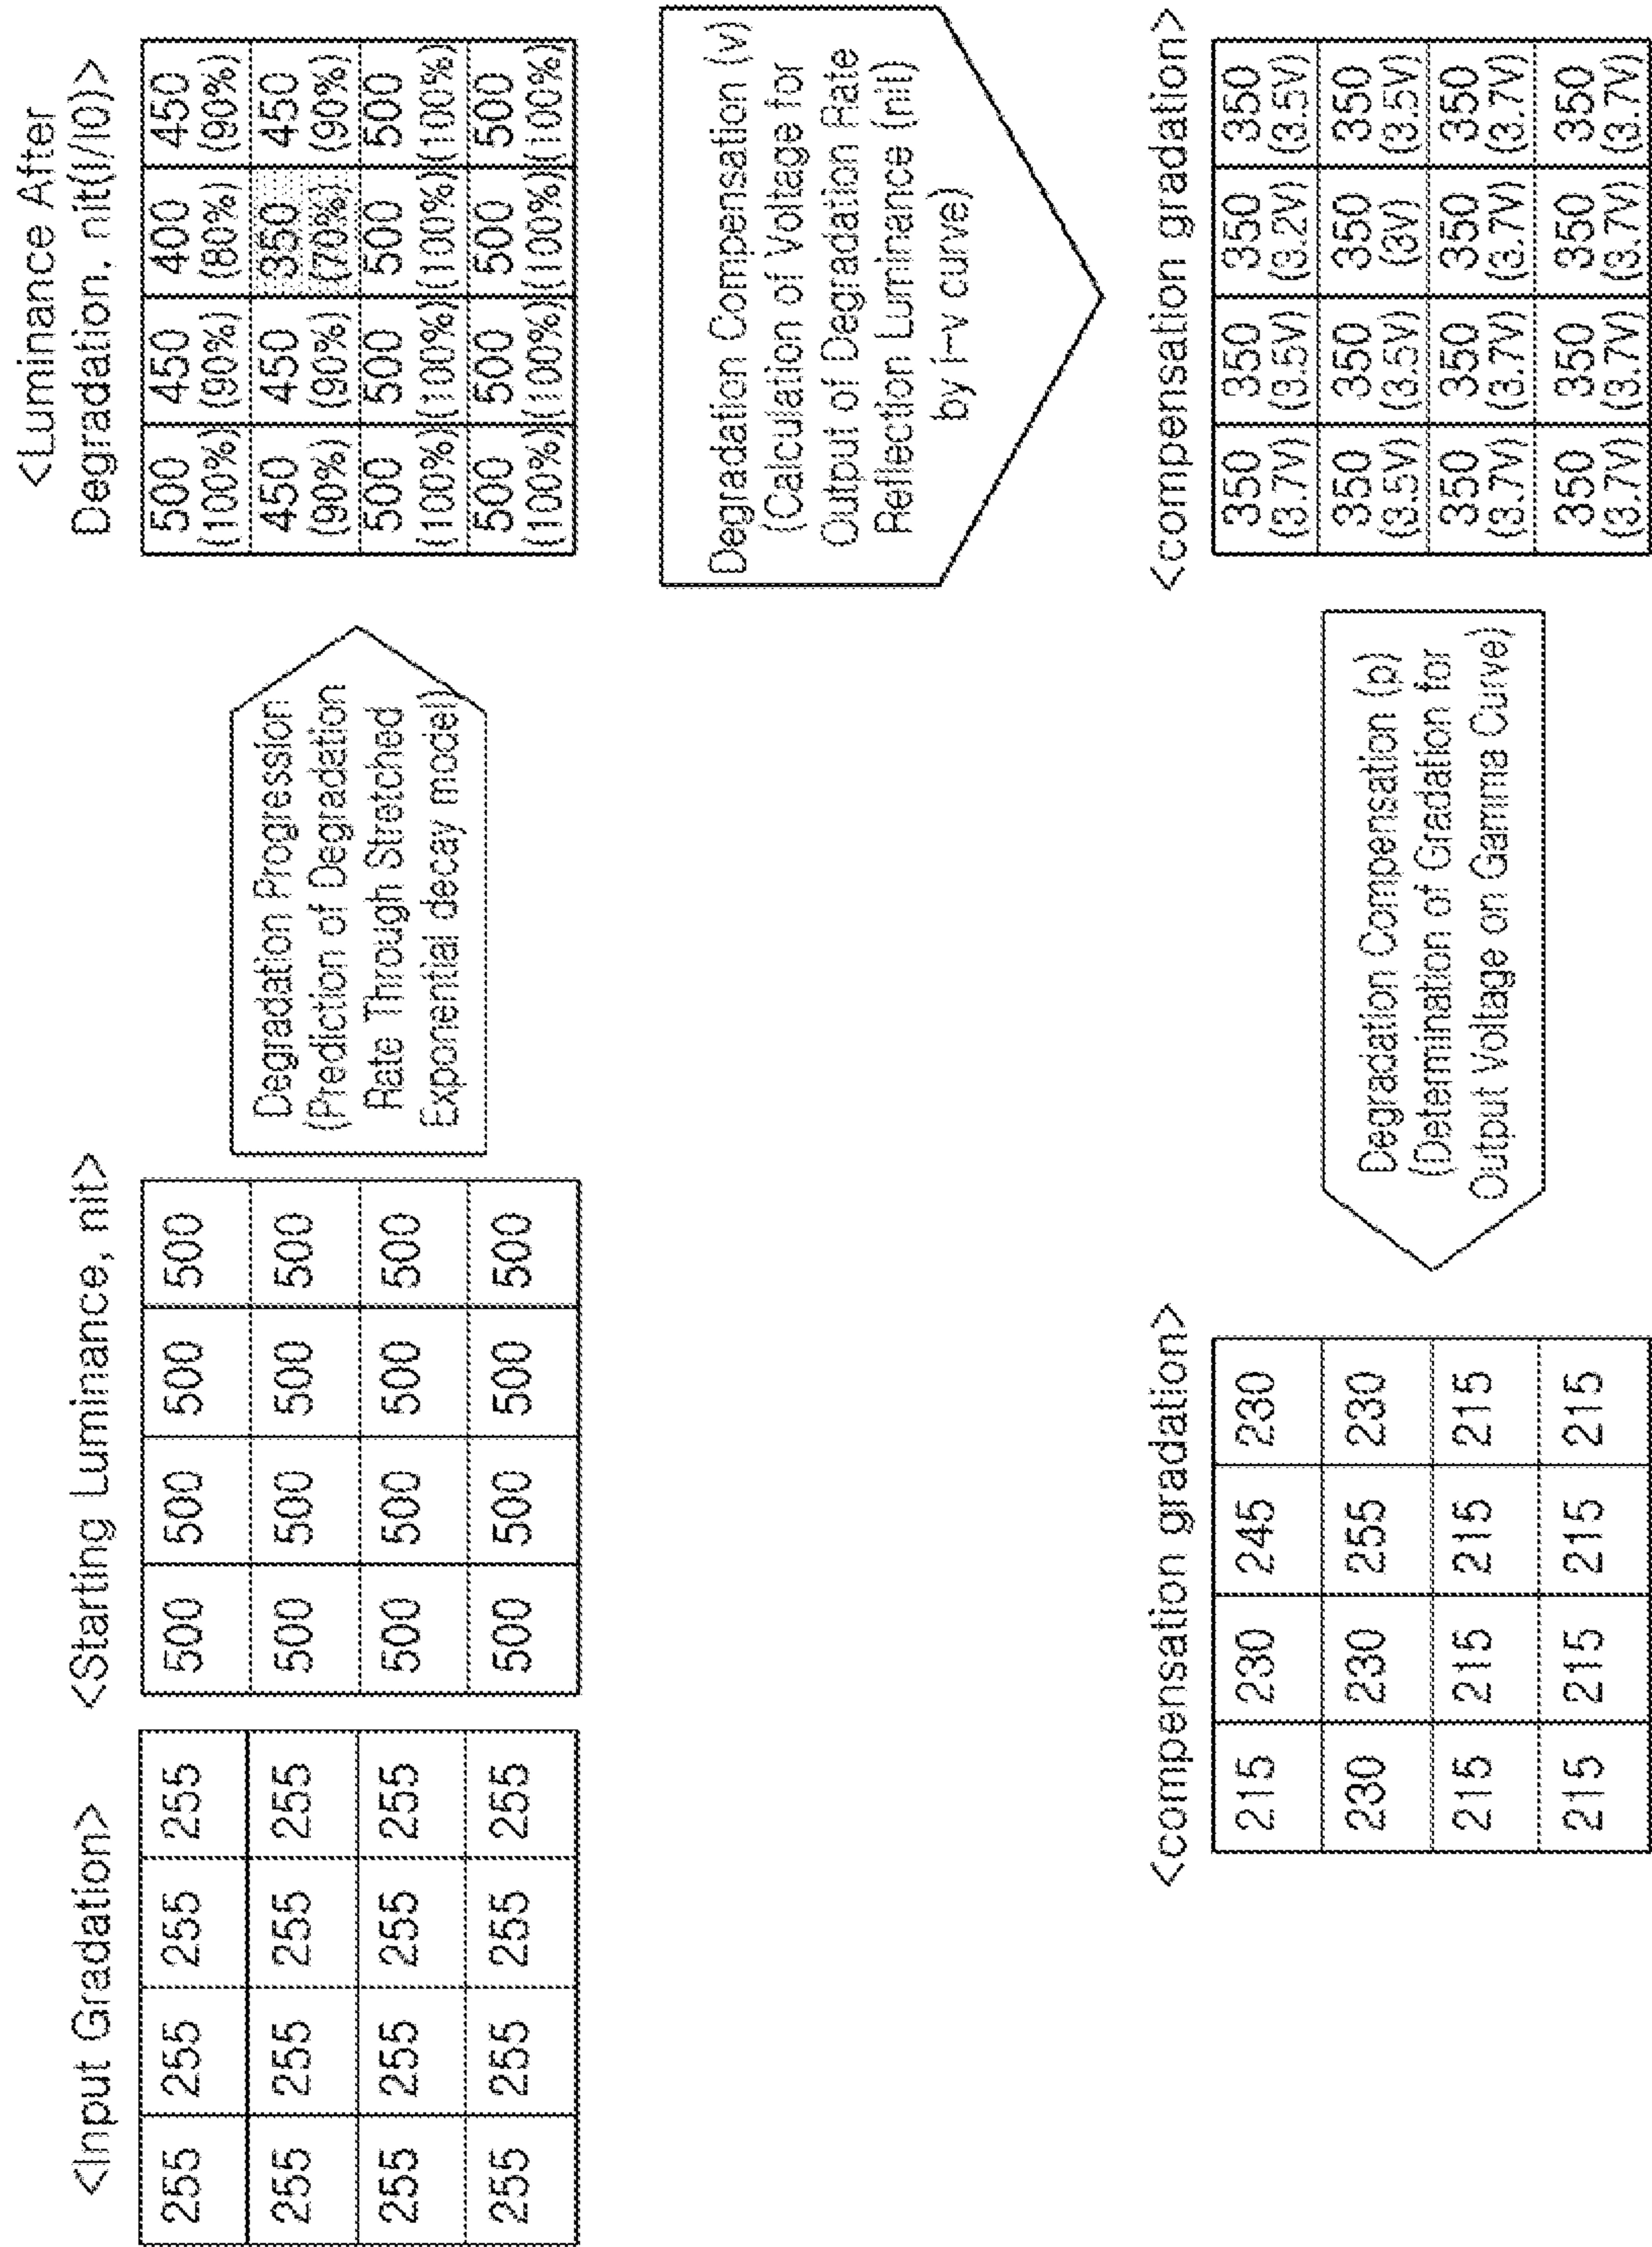 <Input Gradation>
255 255 255 255
255 255 255 255
255 255 255 255
255 255 255 255
<Starting Luminance, nit>
500 500 500 500
500 500 500 500
500 500 500 500
500 500 500 500
Degradation Progression
(Prediction of Degradation
Rate Through Stretched
Exponential decay model)
<Luminance After
Degradation, nit(I/I0)>
500 450 400 450
(100%) (90%) (80%) (90%)
450 450 350 450
(90%) (90%) (70%) (90%)
500 500 500 500
(100%) (100%) (100%) (100%)
500 500 500 500
(100%) (100%) (100%) (100%)
Degradation Compensation (v)
(Calculation of Voltage for
Output of Degradation Rate
Reflection Luminance (nit)
by i-v curve)
<compensation gradation>
350 350 350 350
(3.7V) (3.5V) (3.2V) (3.5V)
350 350 350 350
(3.5V) (3.5V) (3V) (3.5V)
350 350 350 350
(3.7V) (3.7V) (3.7V) (3.7V)
350 350 350 350
(3.7V) (3.7V) (3.7V) (3.7V)
Degradation Compensation (p)
(Determination of Gradation for
Output Voltage on Gamma Curve)
<compensation gradation>
215 230 245 230
230 230 255 230
215 215 215 215
215 215 215 215